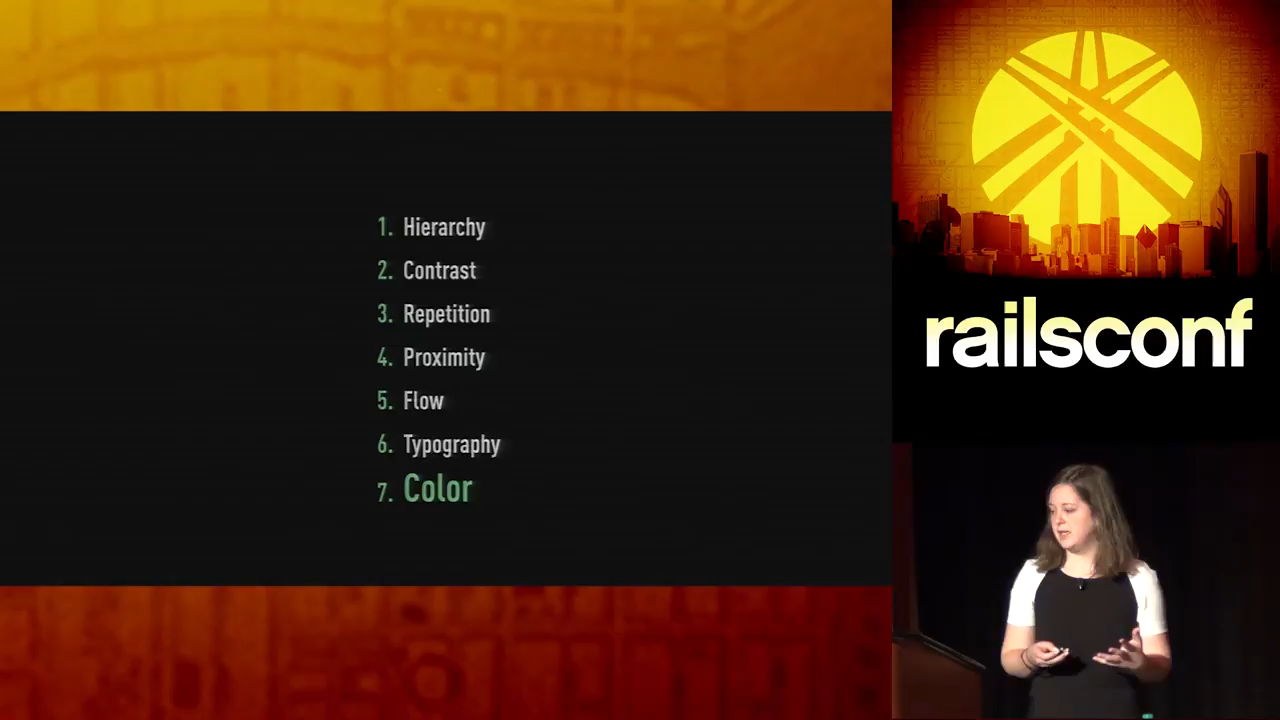 1. Hierarchy
2. Contrast
3. Repetition
4. Proximity
5. Flow
6. Typography
7. Color
railsconf